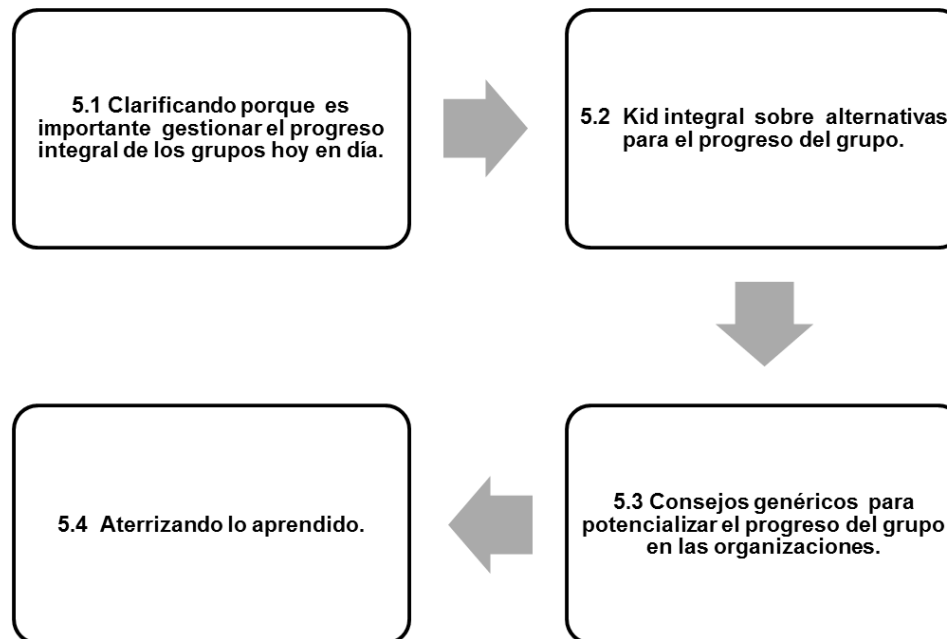 5.1 Clarificando porque es
importante gestionar el progreso
integral de los grupos hoy en día.
5.2 Kid integral sobre alternativas
para el progreso del grupo.
5.3 Consejos genéricos para
potencializar el progreso del grupo
en las organizaciones.
5.4 Aterrizando lo aprendido.